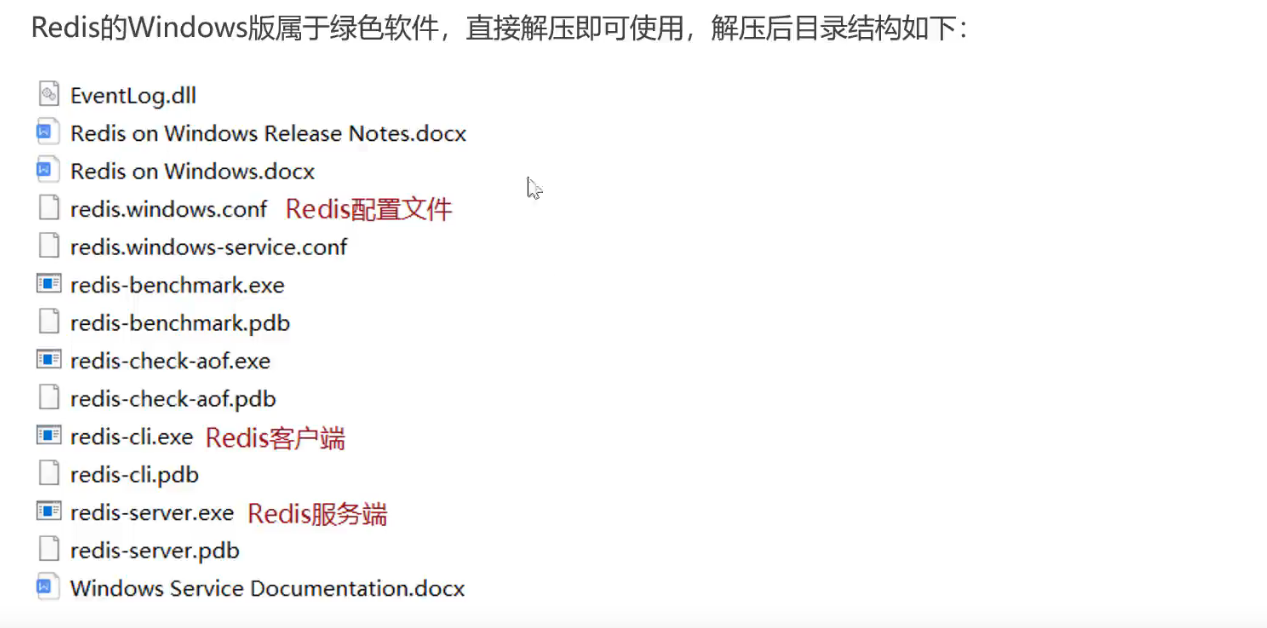 Redis的Windows版属于绿色软件，直接解压即可使用，解压后目录结构如下：
EventLog.dll
Redis on Windows Release Notes.docx
Redis on Windows.docx
redis.windows.conf Redis配置文件
redis.windows-service.conf
redis-benchmark.exe
redis-benchmark.pdb
redis-check-aof.exe
redis-check-aof.pdb
redis-cli.exe Redis客户端
redis-cli.pdb
redis-server.exe Redis服务端
redis-server.pdb
Windows Service Documentation.docx